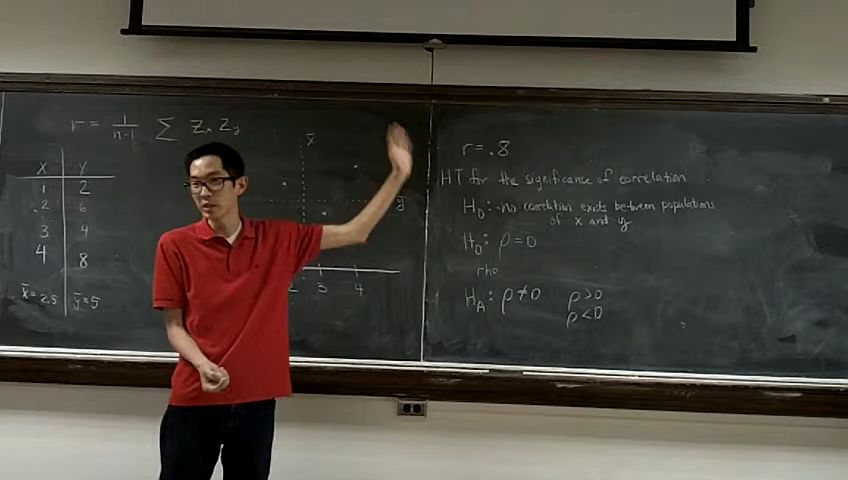 r = 1/(n-1) Σ Zx Zy
X Y
1 2
2 6
3 4
4 8
x̄=2.5 ȳ=5
x̄
ȳ
2 3 4
r=.8
HT for the significance of correlation
H₀: no correlation exists between populations
of x and y
H₀: ρ=0
rho
H_A: ρ≠0 ρ>0
ρ<0